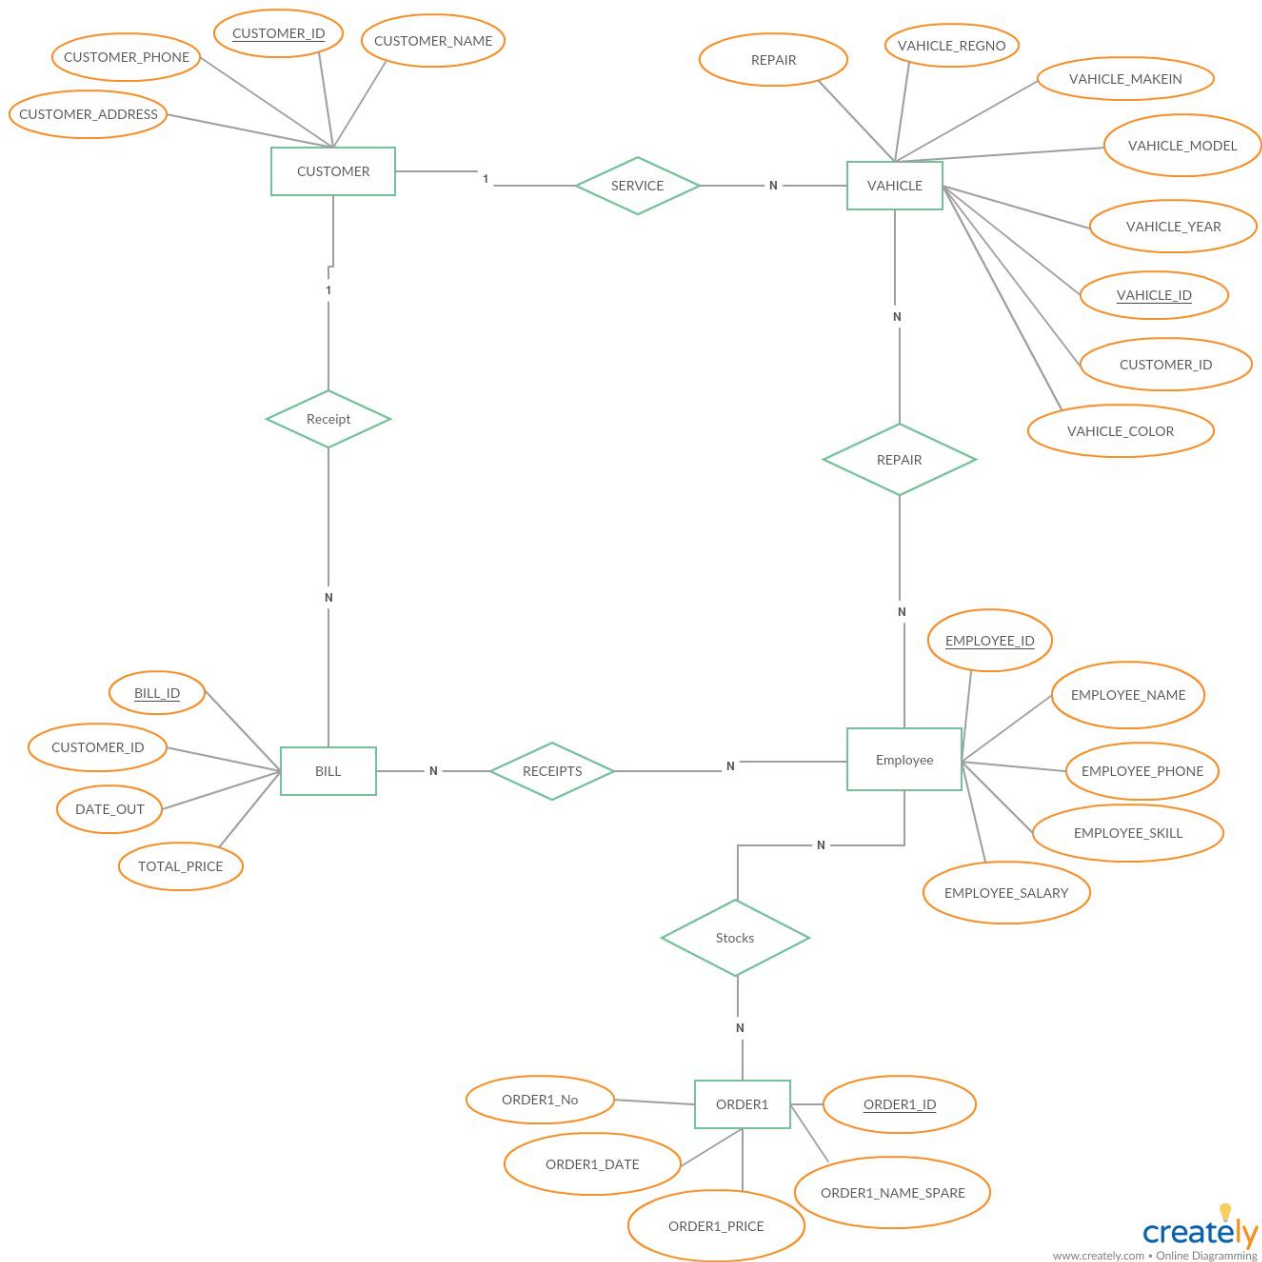 CUSTOMER_ID
CUSTOMER_NAME
CUSTOMER_PHONE
CUSTOMER_ADDRESS
CUSTOMER
1
SERVICE
N
VAHICLE
REPAIR
VAHICLE_REGNO
VAHICLE_MAKEIN
VAHICLE_MODEL
VAHICLE_YEAR
VAHICLE_ID
CUSTOMER_ID
VAHICLE_COLOR
1
Receipt
N
N
REPAIR
N
BILL_ID
CUSTOMER_ID
DATE_OUT
TOTAL_PRICE
BILL
N
RECEIPTS
N
Employee
EMPLOYEE_ID
EMPLOYEE_NAME
EMPLOYEE_PHONE
EMPLOYEE_SKILL
EMPLOYEE_SALARY
N
Stocks
N
ORDER1_No
ORDER1
ORDER1_ID
ORDER1_DATE
ORDER1_NAME_SPARE
ORDER1_PRICE
creately
www.creately.com • Online Diagramming